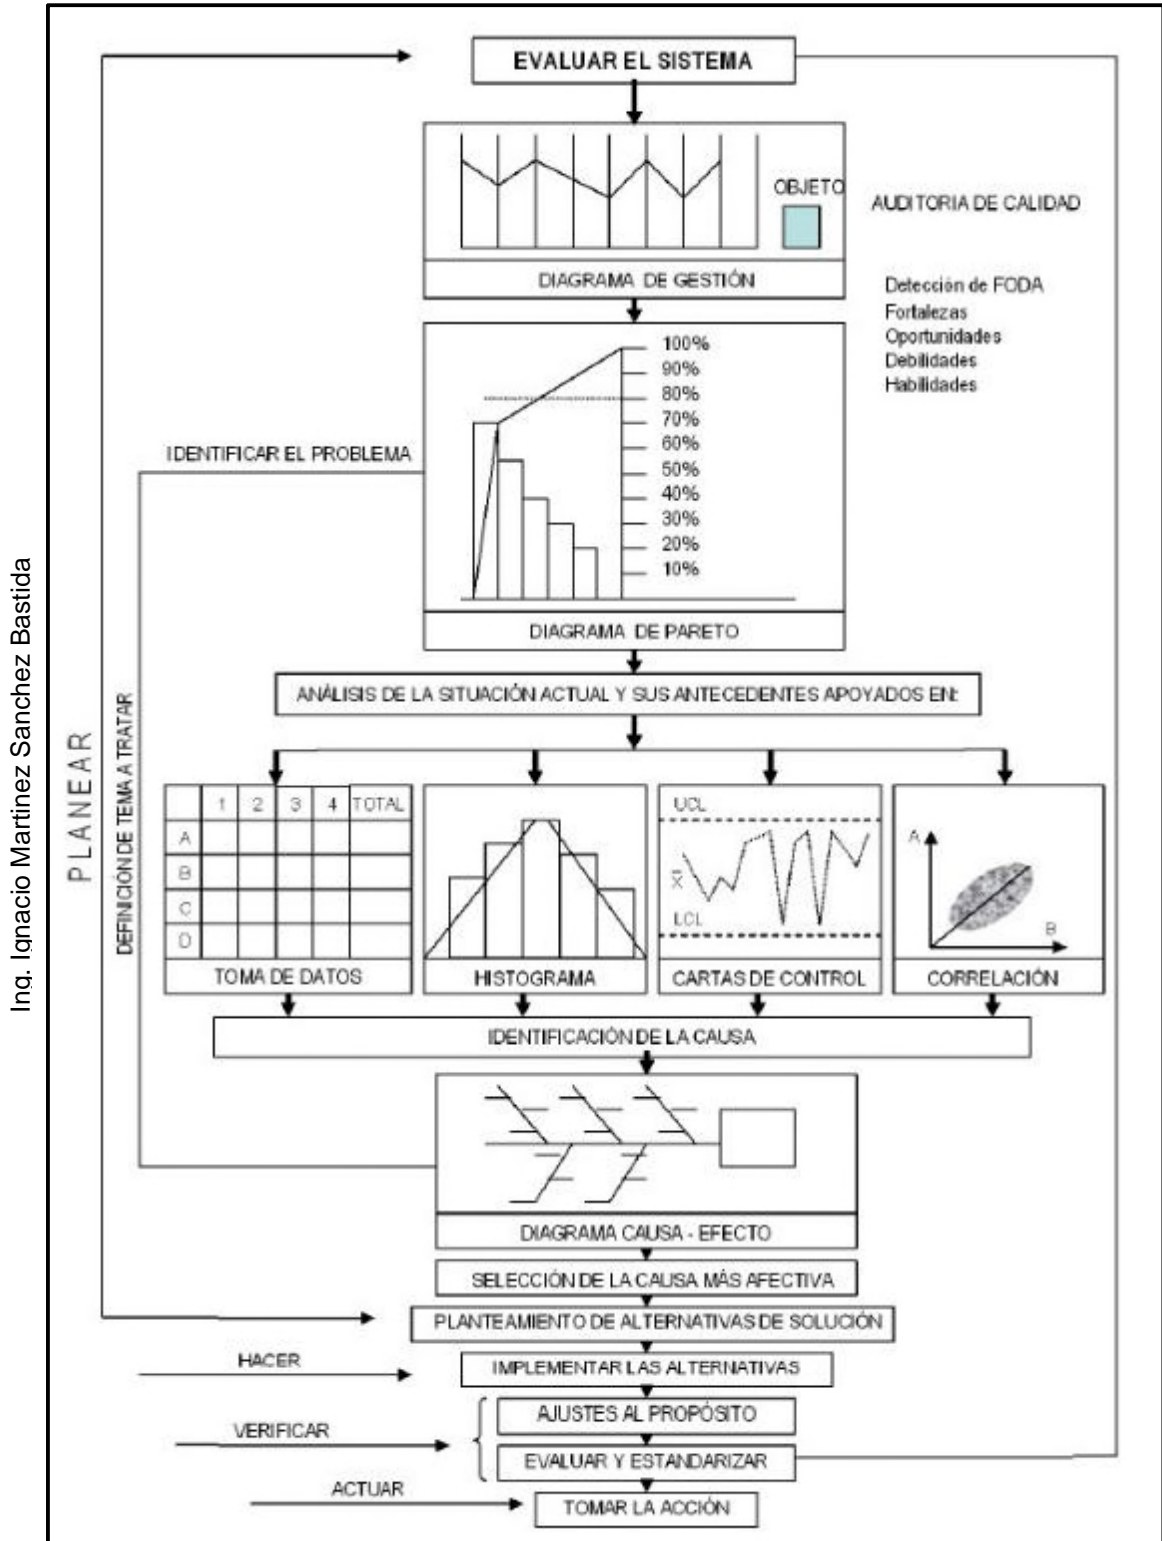 EVALUAR EL SISTEMA
OBJETO
AUDITORIA DE CALIDAD
DIAGRAMA DE GESTIÓN
Detección de FODA
Fortalezas
Oportunidades
Debilidades
Habilidades
100%
90%
80%
70%
60%
50%
40%
30%
20%
10%
IDENTIFICAR EL PROBLEMA
DIAGRAMA DE PARETO
Ing. Ignacio Martinez Sanchez Bastida
PLANEAR
DEFINICIÓN DE TEMA A TRATAR
ANÁLISIS DE LA SITUACIÓN ACTUAL Y SUS ANTECEDENTES APOYADOS EN:
1 2 3 4 TOTAL
A
B
C
D
TOMA DE DATOS
HISTOGRAMA
UCL
X̅
LCL
CARTAS DE CONTROL
A
B
CORRELACIÓN
IDENTIFICACIÓN DE LA CAUSA
DIAGRAMA CAUSA - EFECTO
SELECCIÓN DE LA CAUSA MÁS AFECTIVA
PLANTEAMIENTO DE ALTERNATIVAS DE SOLUCIÓN
HACER
IMPLEMENTAR LAS ALTERNATIVAS
AJUSTES AL PROPÓSITO
VERIFICAR
EVALUAR Y ESTANDARIZAR
ACTUAR
TOMAR LA ACCIÓN